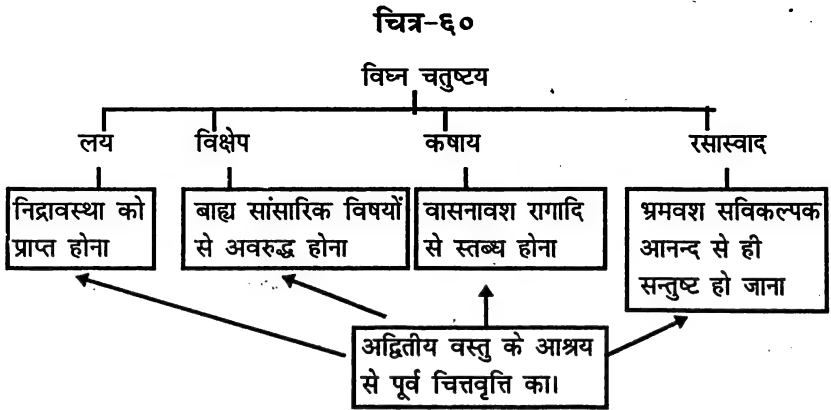 चित्र-६०
विघ्न चतुष्टय
लय विक्षेप कषाय रसास्वाद
निद्रावस्था को
प्राप्त होना
बाह्य सांसारिक विषयों
से अवरुद्ध होना
वासनावश रागादि
से स्तब्ध होना
भ्रमवश सविकल्पक
आनन्द से ही
सन्तुष्ट हो जाना
अद्वितीय वस्तु के आश्रय
से पूर्व चित्तवृत्ति का।